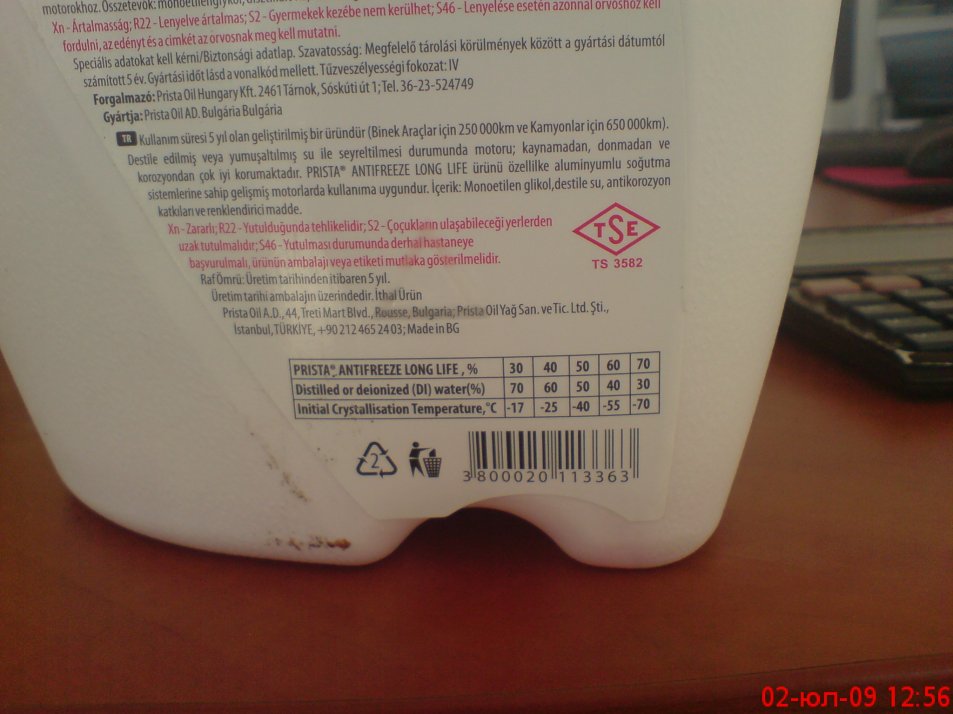 motorokhoz. Összetevők: monoetilénglykol,
Xn - Ártalmasság; R22 - Lenyelve ártalmas; S2 - Gyermekek kezébe nem kerülhet; S46 - Lenyelése esetén azonnal orvoshoz kell
fordulni, az edényt és a cimkét az orvosnak meg kell mutatni.
Speciális adatokat kell kérni/Biztonsági adatlap. Szavatosság: Megfelelő tárolási körülmények között a gyártási dátumtól
számított 5 év. Gyártási időt lásd a vonalkód mellett. Tűzveszélyességi fokozat: IV
Forgalmazó: Prista Oil Hungary Kft. 2461 Tárnok, Sóskúti út 1; Tel. 36-23-524749
Gyártja: Prista Oil AD. Bulgária Bulgária
TR Kullanım süresi 5 yıl olan geliştirilmiş bir üründür (Binek Araçlar için 250 000km ve Kamyonlar için 650 000km).
Destile edilmiş veya yumuşaltılmış su ile seyreltilmesi durumunda motoru; kaynamadan, donmadan ve
korozyondan çok iyi korumaktadır. PRISTA® ANTIFREEZE LONG LIFE ürünü özellilke aluminyumlu soğutma
sistemlerine sahip gelişmiş motorlarda kullanıma uygundur. İçerik: Monoetilen glikol,destile su, antikorozyon
katkıları ve renklendirici madde.
Xn - Zararlı; R22 - Yutulduğunda tehlikelidir; S2 - Çoçukların ulaşabileceği yerlerden
uzak tutulmalıdır; S46 - Yutulması durumunda derhal hastaneye
başvurulmalı, ürünün ambalajı veya etiketi mutlaka gösterilmelidir.
TSE
TS 3582
Raf Ömrü: Üretim tarihinden itibaren 5 yıl.
Üretim tarihi ambalajın üzerindedir. İthal Ürün
Prista Oil A.D., 44, Treti Mart Blvd., Rousse, Bulgaria; Prista Oil Yağ San. ve Tic. Ltd. Şti.,
İstanbul, TÜRKİYE, +90 212 465 24 03; Made in BG
PRISTA® ANTIFREEZE LONG LIFE , % 30 40 50 60 70
Distilled or deionized (DI) water(%) 70 60 50 40 30
Initial Crystallisation Temperature,°C -17 -25 -40 -55 -70
2
3 800020 113363
02-юл-09 12:56